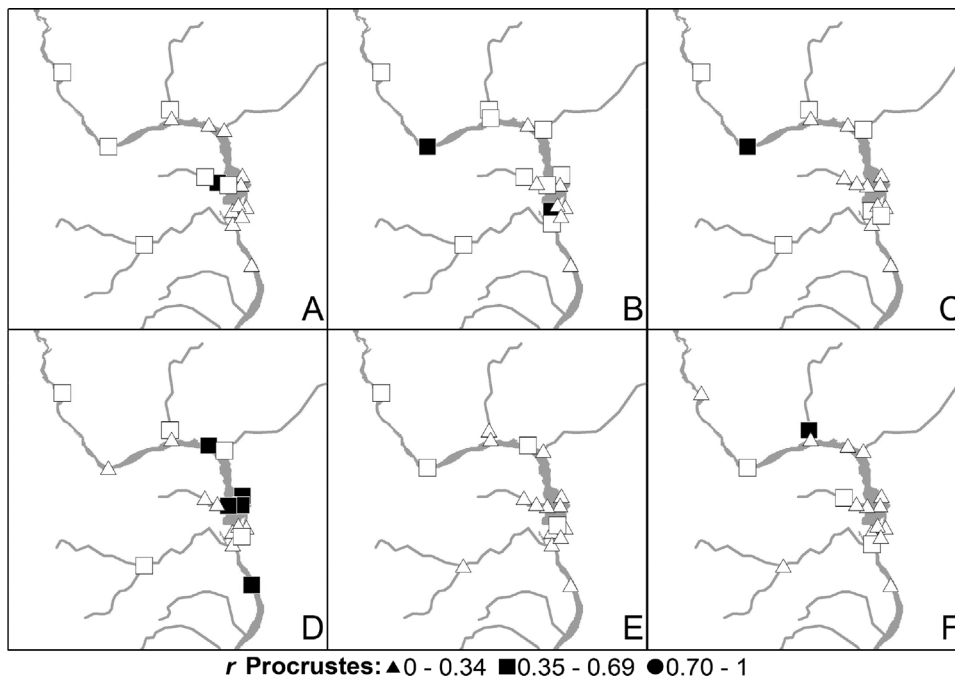 A
B
C
D
E
F
r Procrustes: ▲ 0 - 0.34 ■ 0.35 - 0.69 ● 0.70 - 1